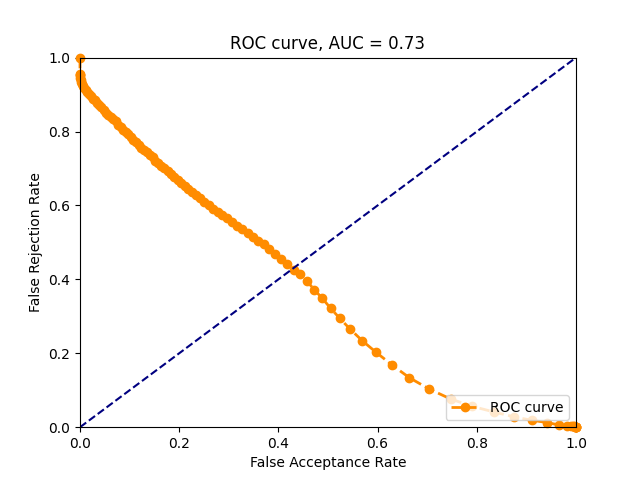 ROC curve, AUC = 0.73
1.0
0.8
0.6
0.4
0.2
0.0
False Rejection Rate
ROC curve
0.0 0.2 0.4 0.6 0.8 1.0
False Acceptance Rate